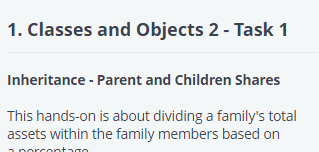 1. Classes and Objects 2 - Task 1
Inheritance - Parent and Children Shares
This hands-on is about dividing a family's total
assets within the family members based on
a percentage